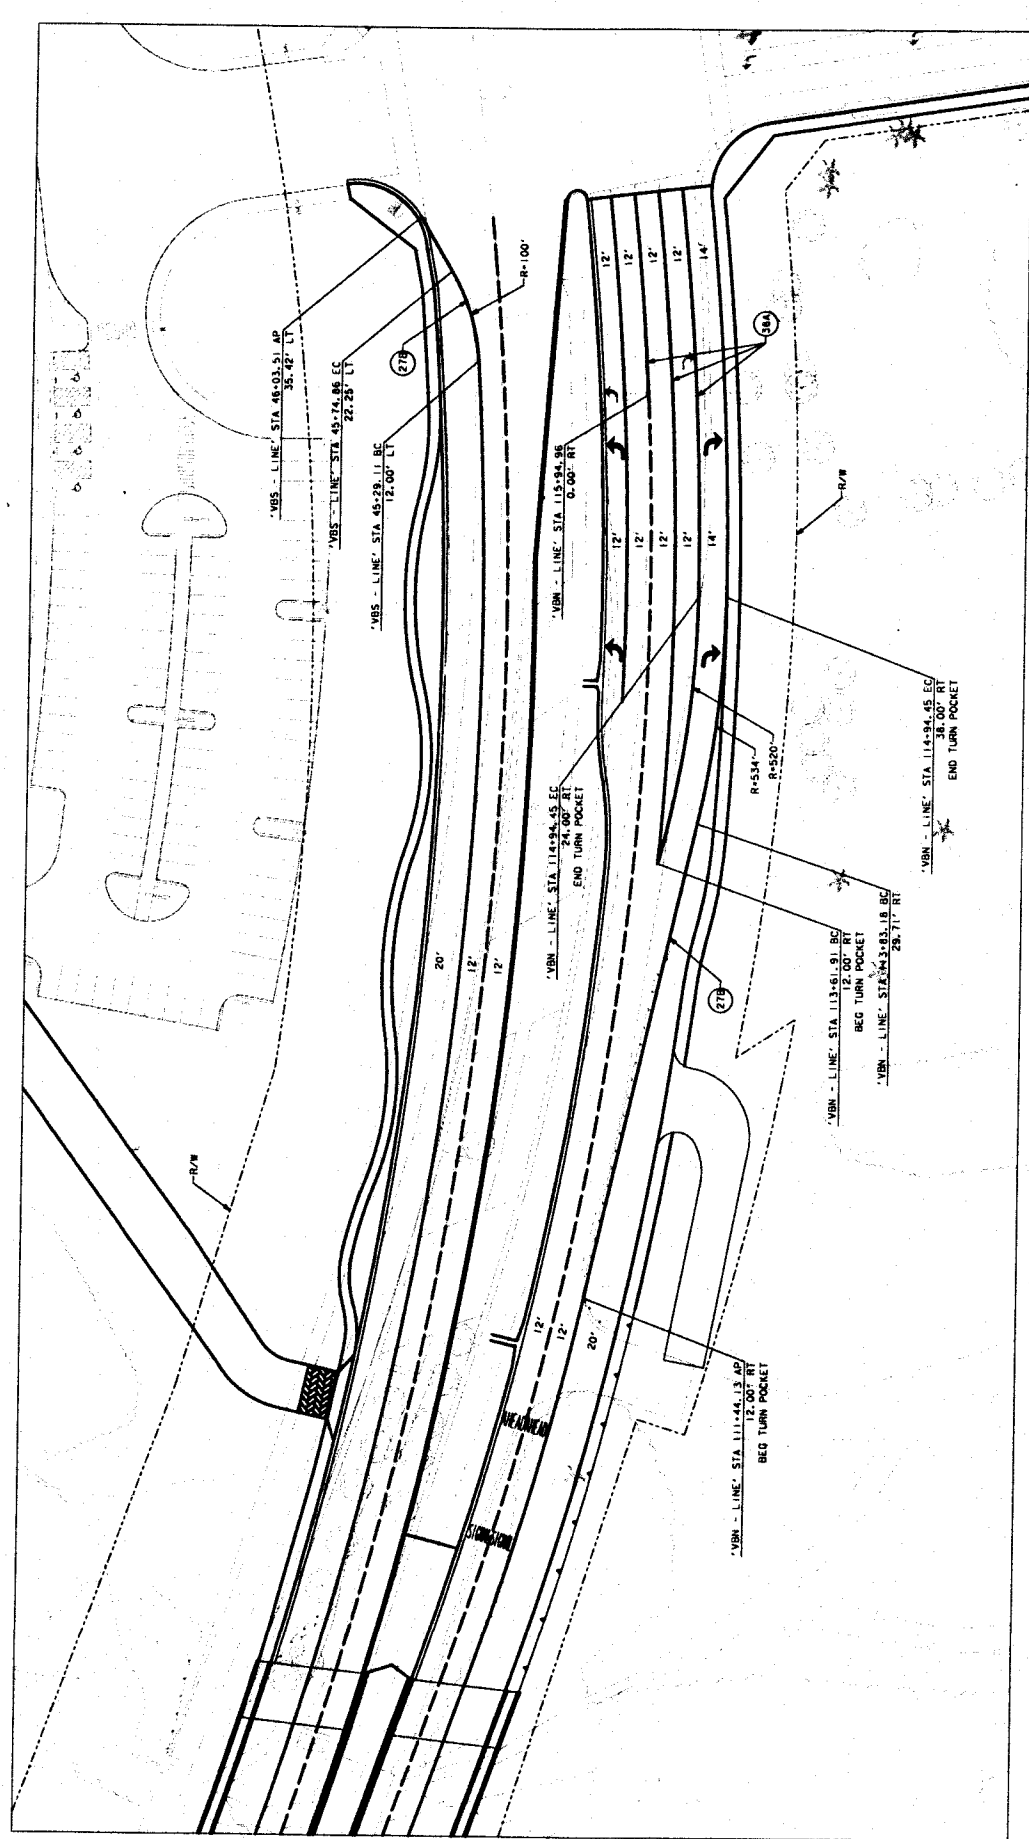 'VBS - LINE' STA 46+03.51 AP
35.42' LT
'VBS - LINE' STA 45+74.86 EC
22.25' LT
'VBS - LINE' STA 45+29.11 BC
12.00' LT
27B
R=100'
'VBN - LINE' STA 115+94.96
0.00' RT
12'
12'
12'
12'
14'
38A
12'
12'
12'
12'
14'
R/W
'VBN - LINE' STA 114+94.45 EC
24.00' RT
END TURN POCKET
R=534'
R=520'
'VBN - LINE' STA 114+94.45 EC
38.00' RT
END TURN POCKET
'VBN - LINE' STA 113+61.91 BC
12.00' RT
BEG TURN POCKET
'VBN - LINE' STA 113+83.18 BC
29.71' RT
27B
20'
12'
12'
R/W
12'
12'
20'
AHEAD AHEAD
'VBN - LINE' STA 111+44.13 AP
12.00' RT
BEG TURN POCKET